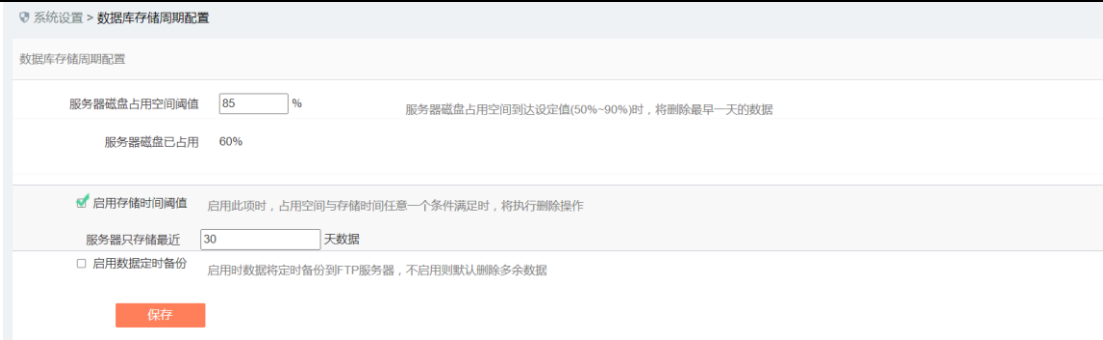 系统设置 > 数据库存储周期配置
数据库存储周期配置
服务器磁盘占用空间阈值 85 % 服务器磁盘占用空间到达设定值(50%~90%)时，将删除最早一天的数据
服务器磁盘已占用 60%
启用存储时间阈值 启用此项时，占用空间与存储时间任意一个条件满足时，将执行删除操作
服务器只存储最近 30 天数据
启用数据定时备份 启用时数据将定时备份到FTP服务器，不启用则默认删除多余数据
保存